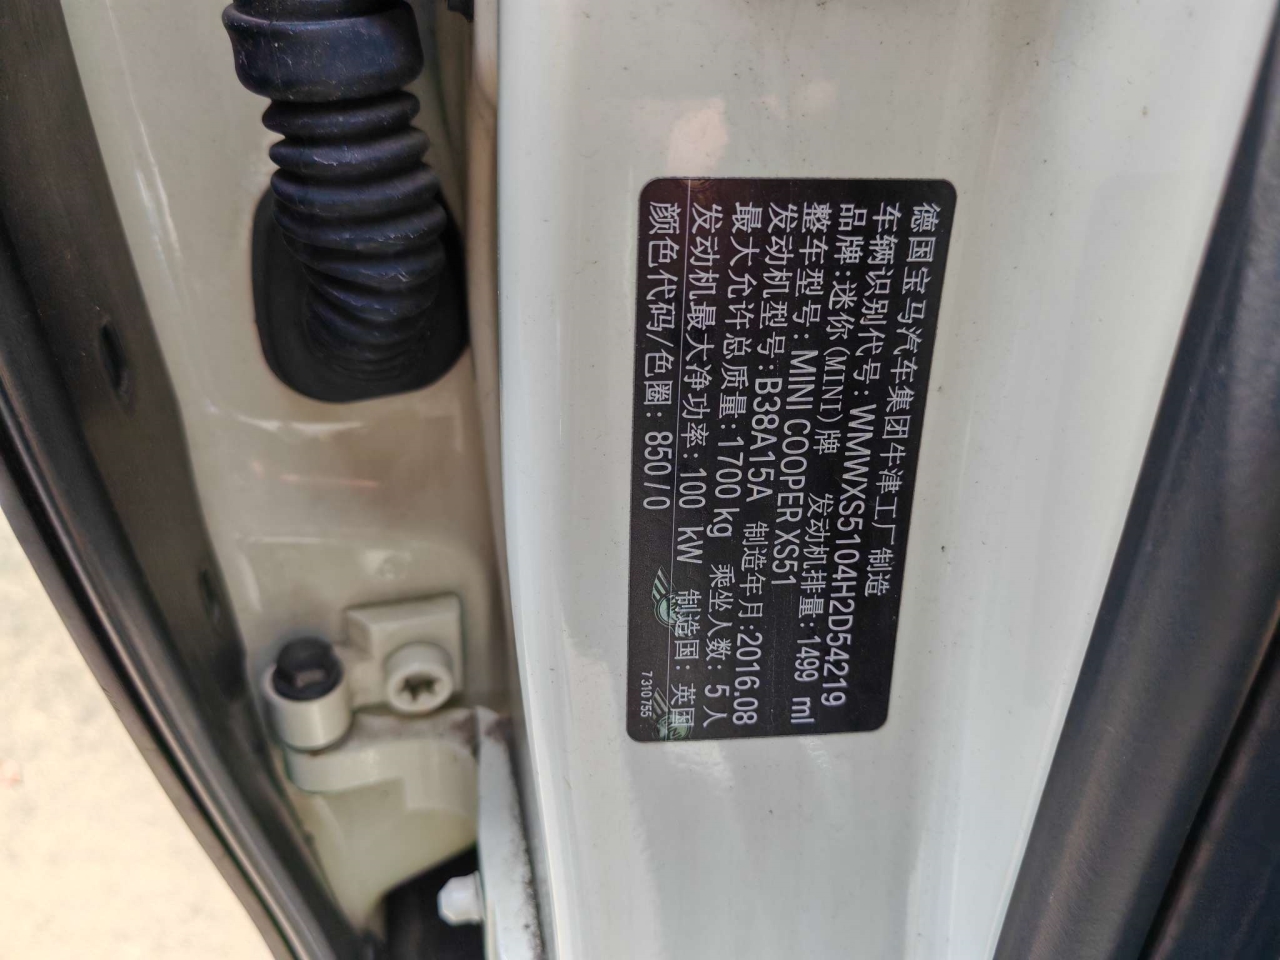 德国宝马汽车集团牛津工厂制造
车辆识别代号：WMWXS5104H2D54219
品牌:迷你(MINI)牌 发动机排量:1499 ml
整车型号：MINI COOPER XS51
发动机型号:B38A15A 制造年月:2016.08
最大允许总质量:1700kg 乘坐人数: 5人
发动机最大净功率:100 kW 制造国: 英国
颜色代码/色圈: 850/0
7310755